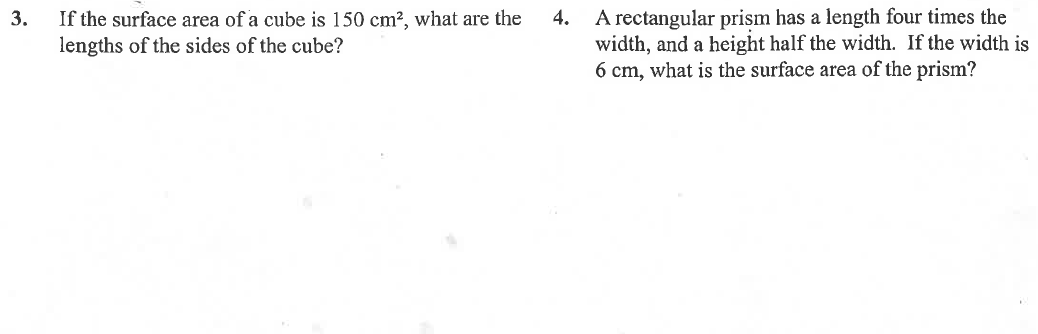 3. If the surface area of a cube is 150 cm², what are the
lengths of the sides of the cube?
4. A rectangular prism has a length four times the
width, and a height half the width. If the width is
6 cm, what is the surface area of the prism?